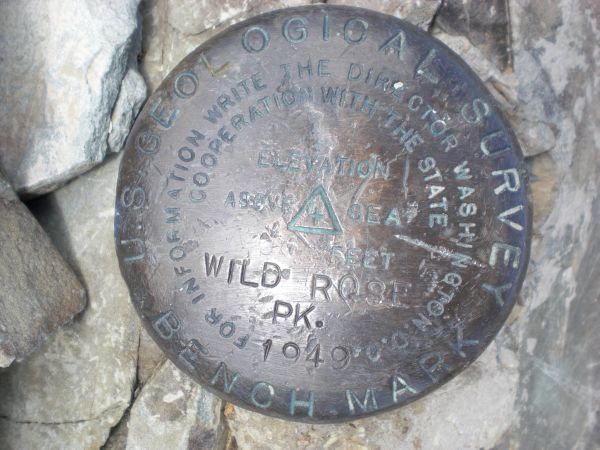 U.S. GEOLOGICAL SURVEY
BENCH MARK
FOR INFORMATION WRITE THE DIRECTOR WASHINGTON, D.C.
COOPERATION WITH THE STATE
ELEVATION
ABOVE SEA
FEET
WILD ROSE
PK.
1949